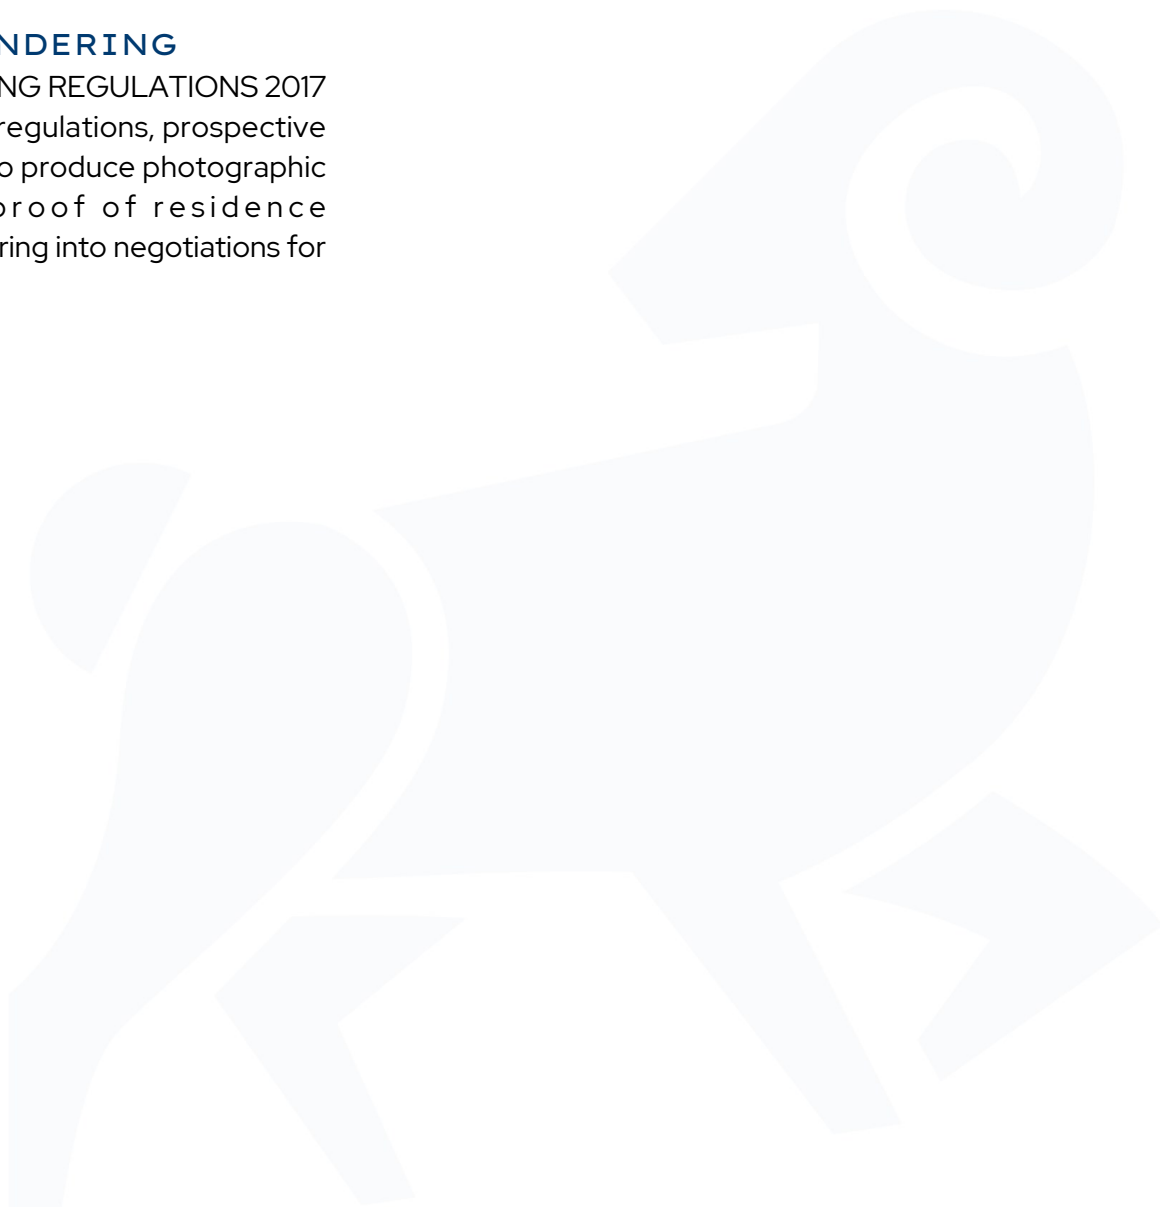 NDERING
NG REGULATIONS 2017
regulations, prospective
o produce photographic
proof of residence
ring into negotiations for